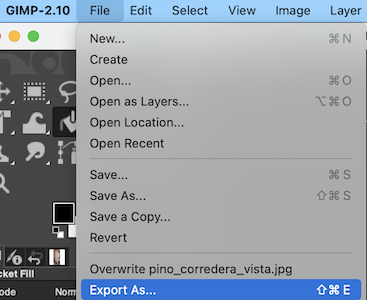 GIMP-2.10 File Edit Select View Image Layer
New... ⌘ N
Create
Open... ⌘ O
Open as Layers... ⌥ ⌘ O
Open Location...
Open Recent
Save... ⌘ S
Save As... ⇧ ⌘ S
Save a Copy...
Revert
Overwrite pino_corredera_vista.jpg
cket Fill
Export As... ⇧ ⌘ E
ode Norm